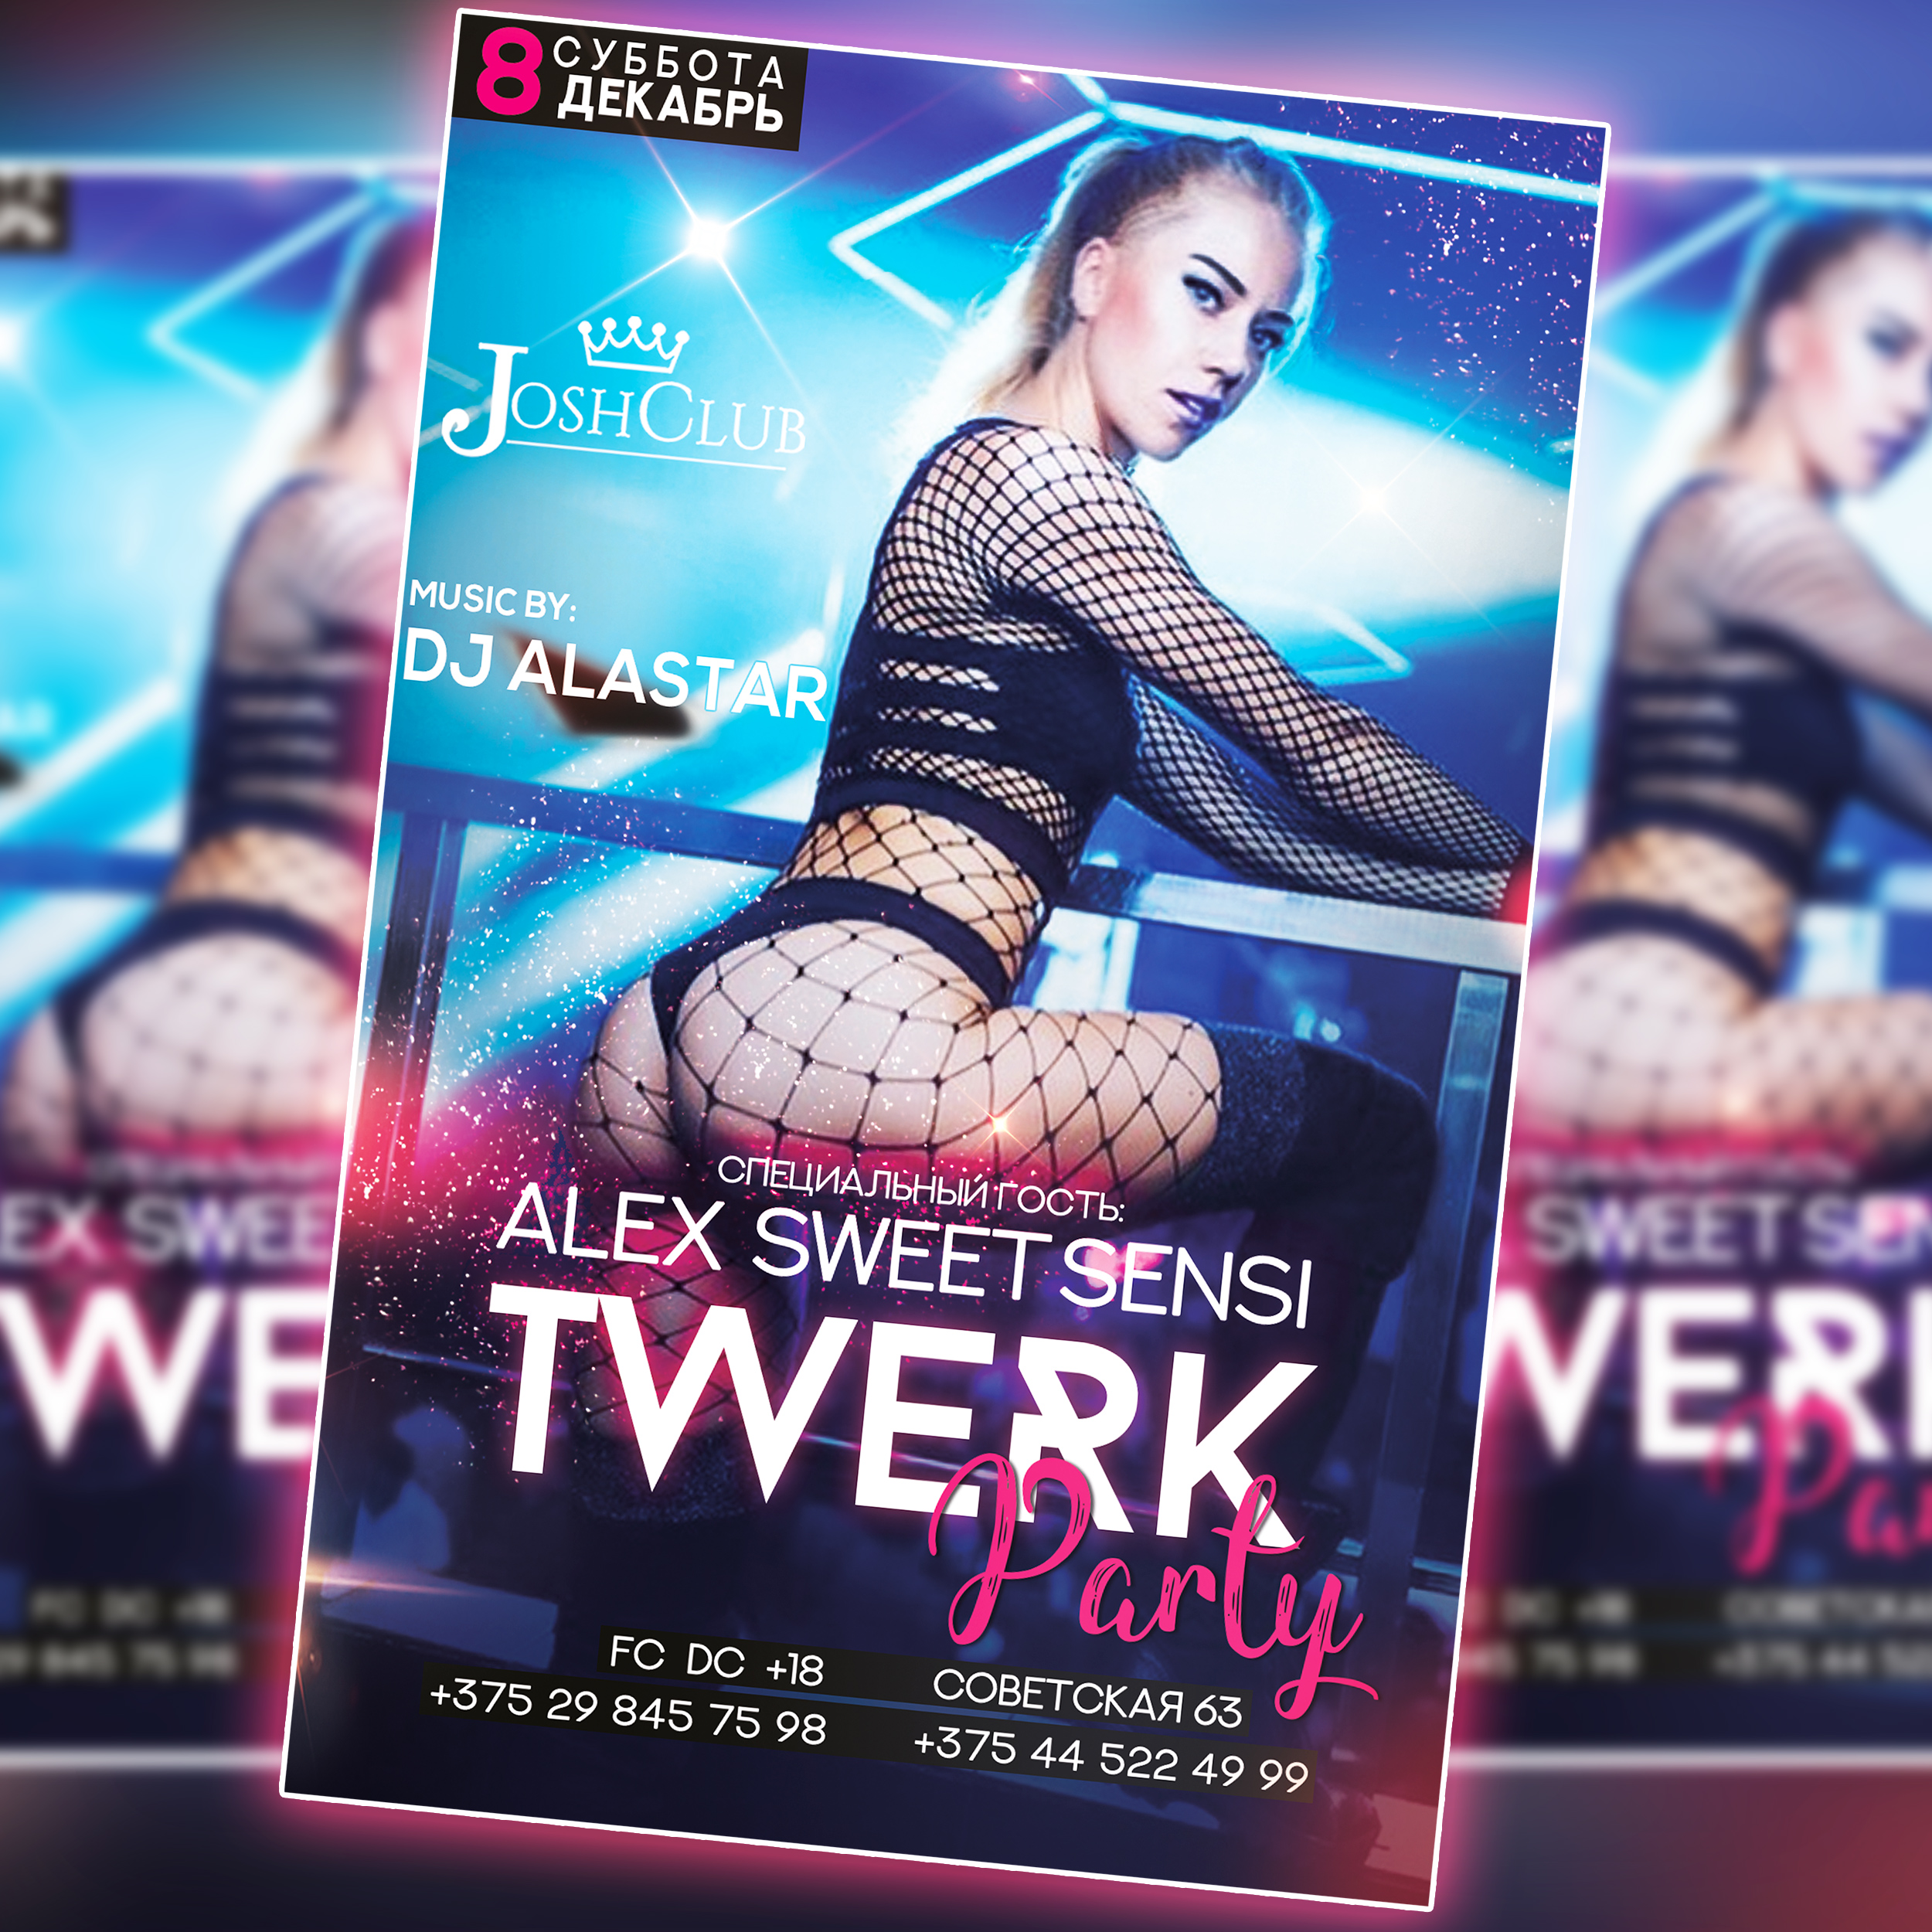 8 СУББОТА
ДЕКАБРЬ
JOSHCLUB
MUSIC BY:
DJ ALASTAR
СПЕЦИАЛЬНЫЙ ГОСТЬ:
ALEX SWEET SENSI
TWERK
Party
FC DC +18
СОВЕТСКАЯ 63
+375 29 845 75 98
+375 44 522 49 99